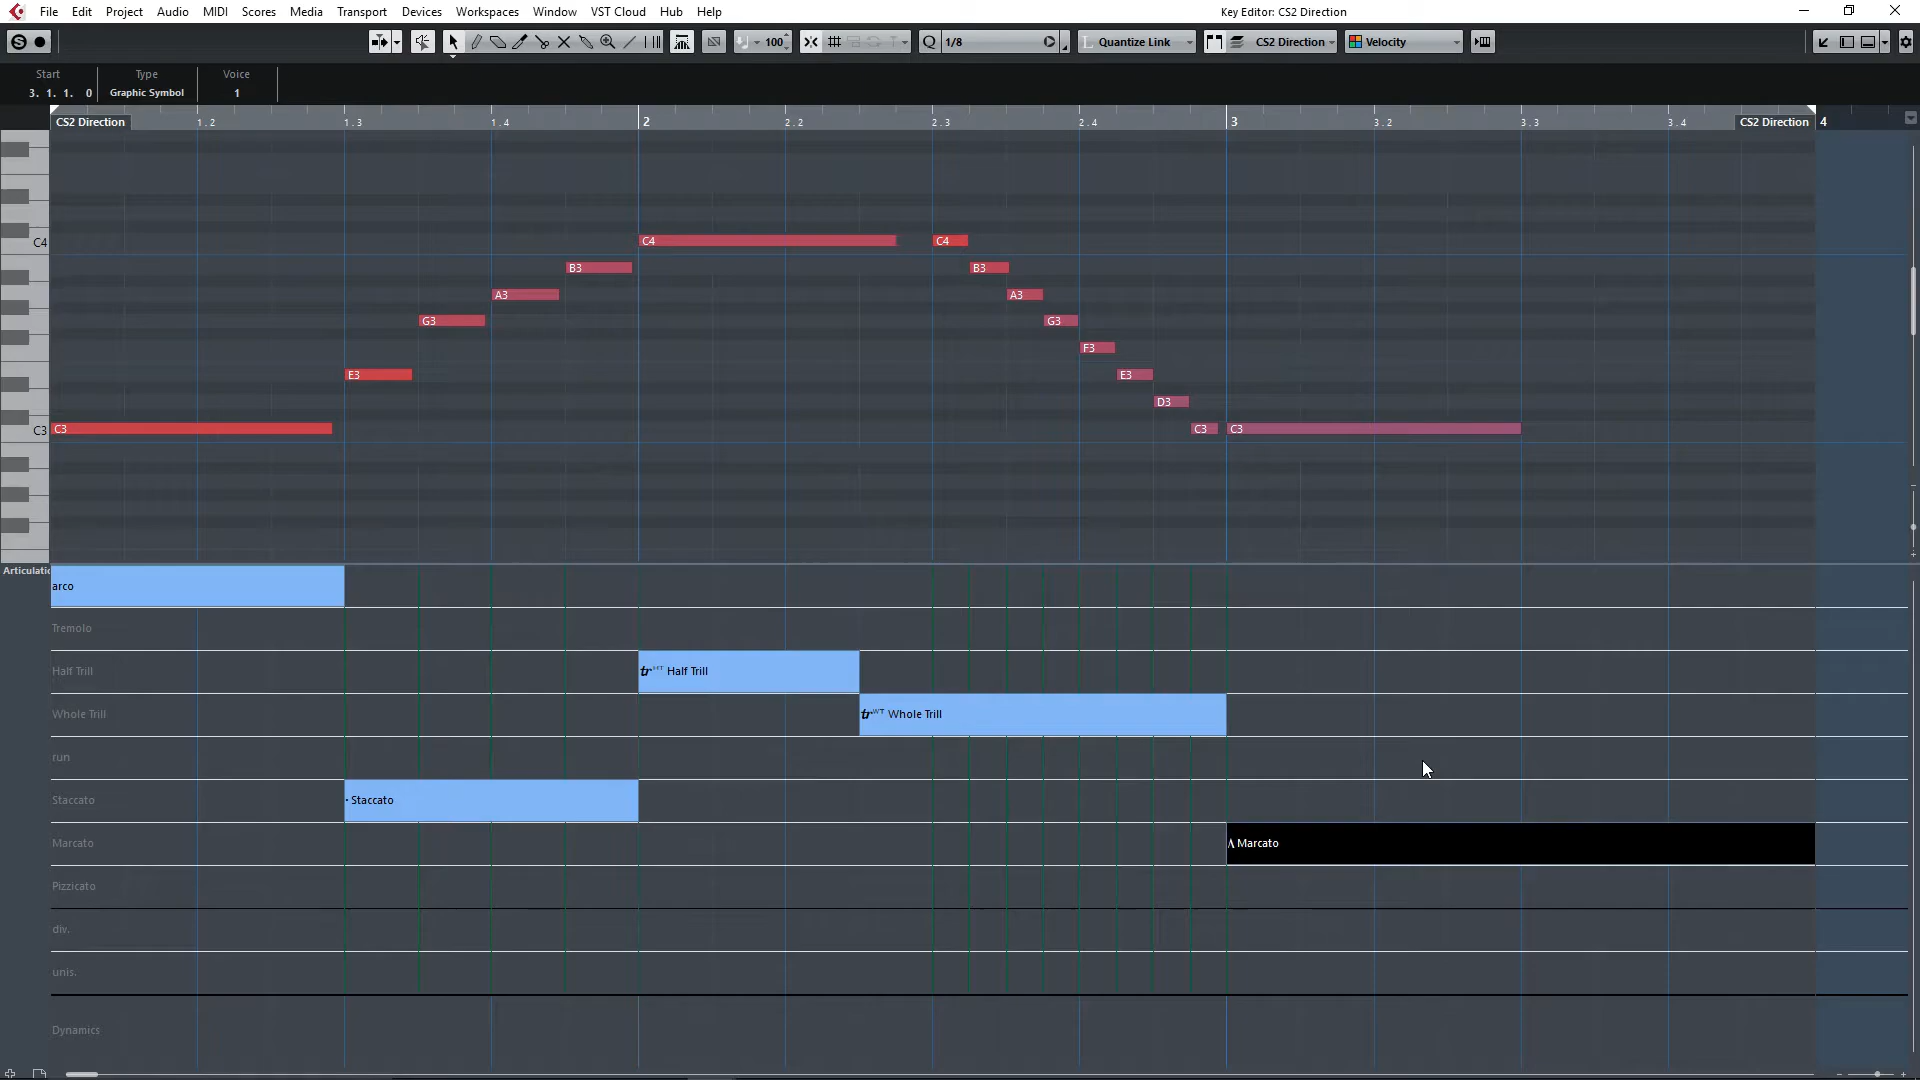 File Edit Project Audio MIDI Scores Media Transport Devices Workspaces Window VST Cloud Hub Help
Key Editor: CS2 Direction
100 Q 1/8 L Quantize Link CS2 Direction Velocity
Start Type Voice
3. 1. 1. 0 Graphic Symbol 1
CS2 Direction 1.2 1.3 1.4 2 2.2 2.3 2.4 3 3.2 3.3 3.4 CS2 Direction 4
C4 C4 C4
B3 B3
A3 A3
G3 G3
F3
E3 E3
D3
C3 C3 C3 C3
Articulatio arco
Tremolo
Half Trill tr HT Half Trill
Whole Trill tr WT Whole Trill
run
Staccato Staccato
Marcato Marcato
Pizzicato
div.
unis.
Dynamics